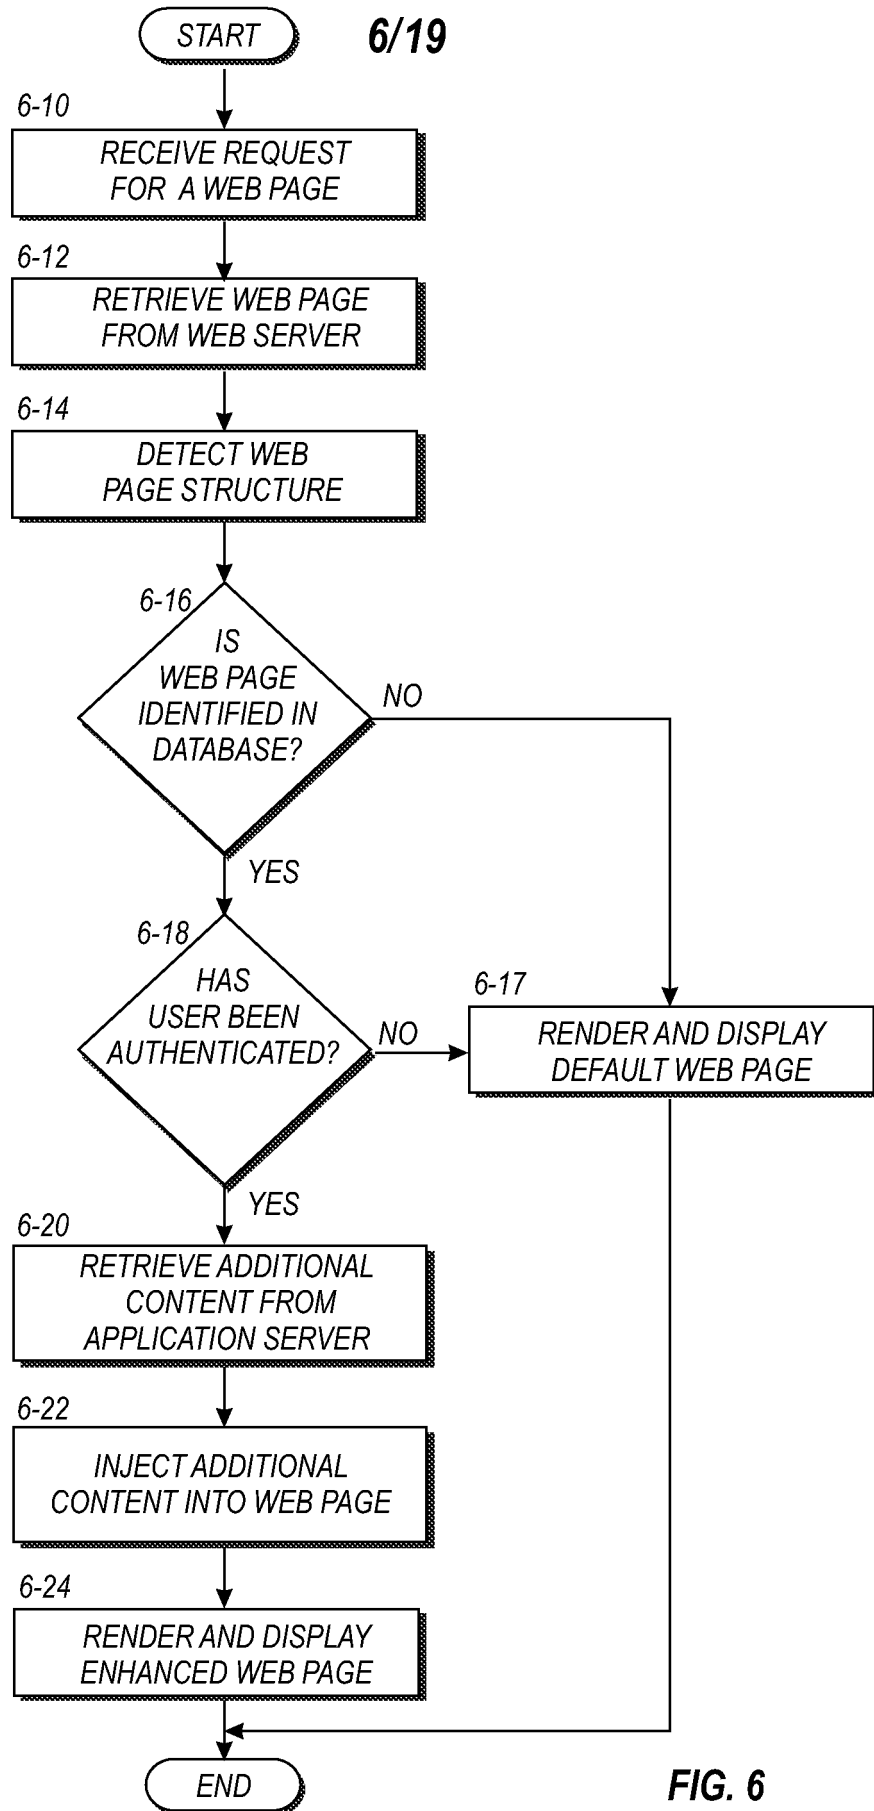 START
6/19
6-10
RECEIVE REQUEST
FOR A WEB PAGE
6-12
RETRIEVE WEB PAGE
FROM WEB SERVER
6-14
DETECT WEB
PAGE STRUCTURE
6-16
IS
WEB PAGE
IDENTIFIED IN
DATABASE?
NO
YES
6-18
HAS
USER BEEN
AUTHENTICATED?
NO
6-17
RENDER AND DISPLAY
DEFAULT WEB PAGE
YES
6-20
RETRIEVE ADDITIONAL
CONTENT FROM
APPLICATION SERVER
6-22
INJECT ADDITIONAL
CONTENT INTO WEB PAGE
6-24
RENDER AND DISPLAY
ENHANCED WEB PAGE
END
FIG. 6